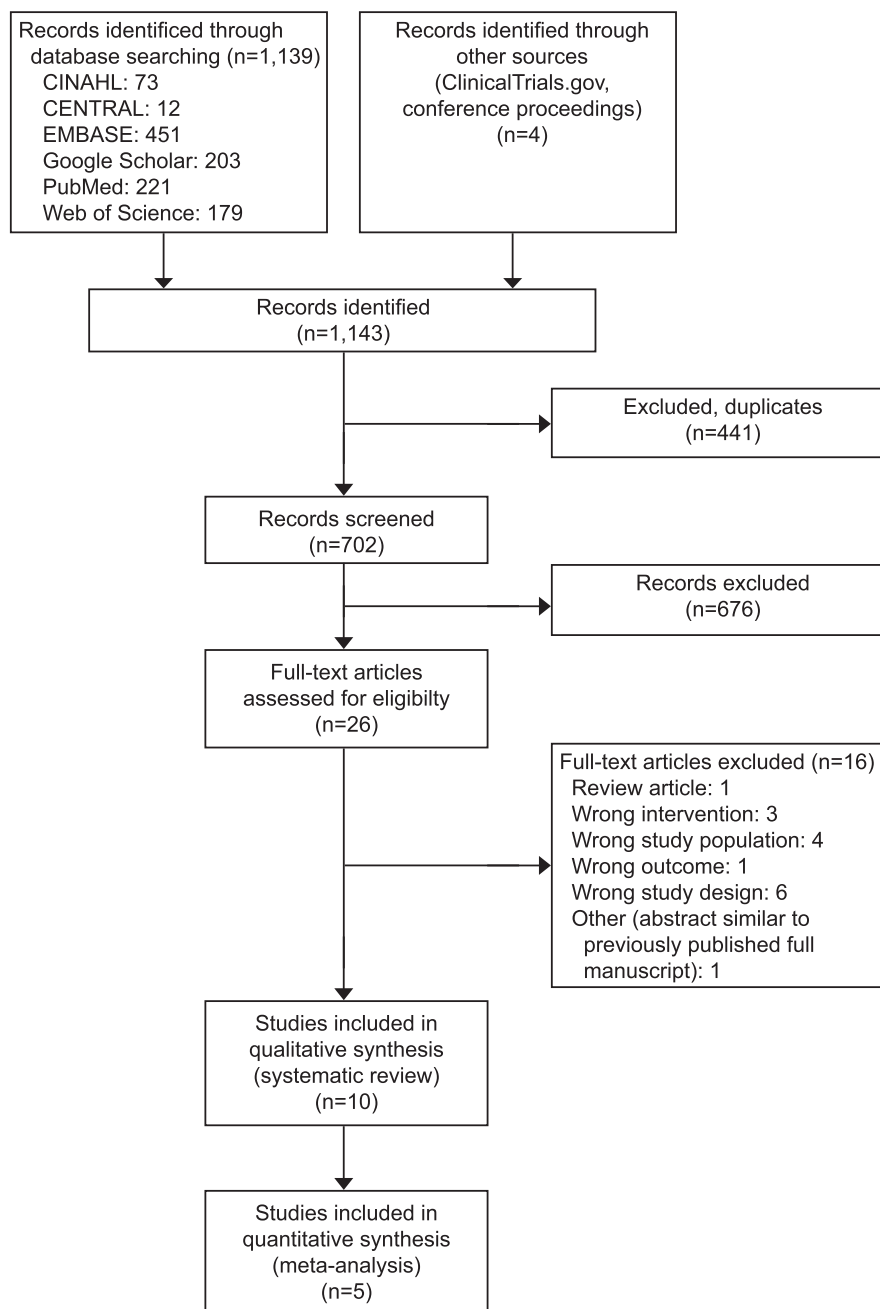 Records identificed through
database searching (n=1,139)
CINAHL: 73
CENTRAL: 12
EMBASE: 451
Google Scholar: 203
PubMed: 221
Web of Science: 179
Records identified through
other sources
(ClinicalTrials.gov,
conference proceedings)
(n=4)
Records identified
(n=1,143)
Excluded, duplicates
(n=441)
Records screened
(n=702)
Records excluded
(n=676)
Full-text articles
assessed for eligibilty
(n=26)
Full-text articles excluded (n=16)
Review article: 1
Wrong intervention: 3
Wrong study population: 4
Wrong outcome: 1
Wrong study design: 6
Other (abstract similar to
previously published full
manuscript): 1
Studies included in
qualitative synthesis
(systematic review)
(n=10)
Studies included in
quantitative synthesis
(meta-analysis)
(n=5)